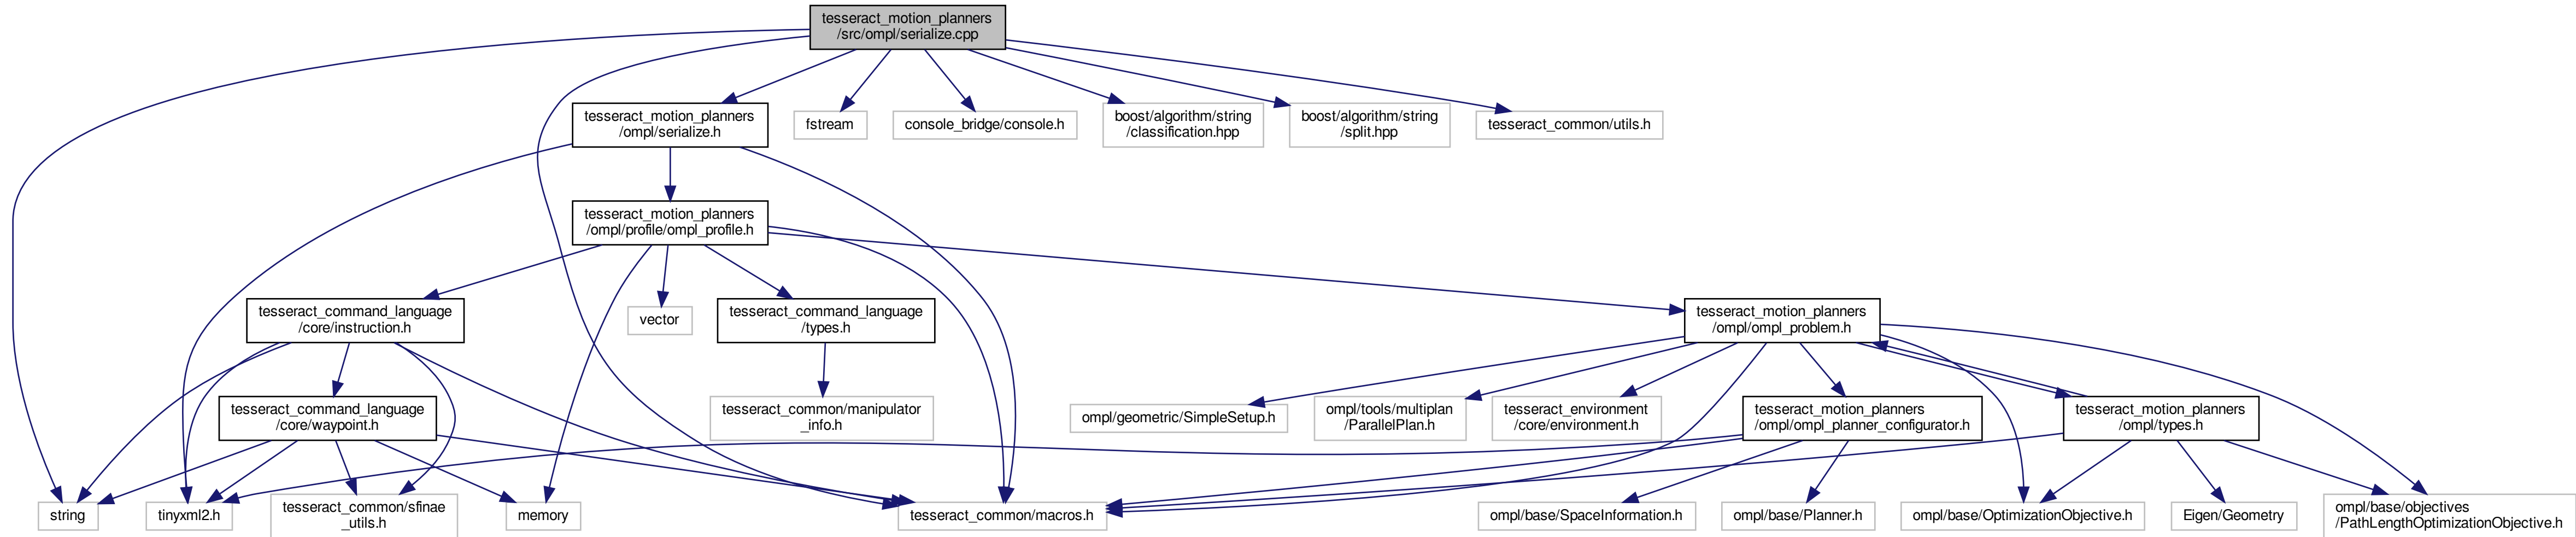 tesseract_motion_planners
/src/ompl/serialize.cpp
tesseract_motion_planners
/ompl/serialize.h
fstream
console_bridge/console.h
boost/algorithm/string
/classification.hpp
boost/algorithm/string
/split.hpp
tesseract_common/utils.h
tesseract_motion_planners
/ompl/profile/ompl_profile.h
tesseract_command_language
/core/instruction.h
vector
tesseract_command_language
/types.h
tesseract_motion_planners
/ompl/ompl_problem.h
tesseract_command_language
/core/waypoint.h
tesseract_common/manipulator
_info.h
ompl/geometric/SimpleSetup.h
ompl/tools/multiplan
/ParallelPlan.h
tesseract_environment
/core/environment.h
tesseract_motion_planners
/ompl/ompl_planner_configurator.h
tesseract_motion_planners
/ompl/types.h
string
tinyxml2.h
tesseract_common/sfinae
_utils.h
memory
tesseract_common/macros.h
ompl/base/SpaceInformation.h
ompl/base/Planner.h
ompl/base/OptimizationObjective.h
Eigen/Geometry
ompl/base/objectives
/PathLengthOptimizationObjective.h